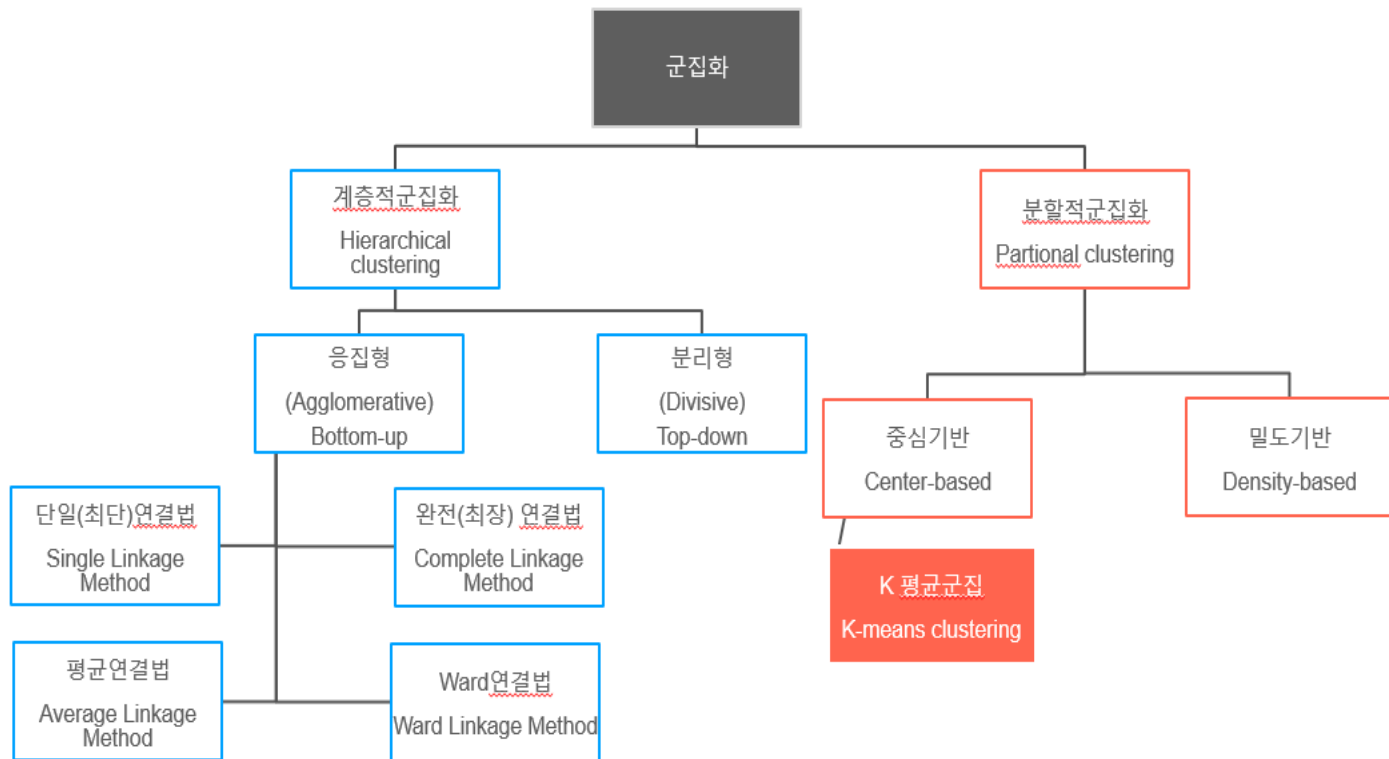 군집화
계층적군집화
Hierarchical
clustering
분할적군집화
Partional clustering
응집형
(Agglomerative)
Bottom-up
분리형
(Divisive)
Top-down
중심기반
Center-based
밀도기반
Density-based
단일(최단)연결법
Single Linkage
Method
완전(최장) 연결법
Complete Linkage
Method
K 평균군집
K-means clustering
평균연결법
Average Linkage
Method
Ward연결법
Ward Linkage Method